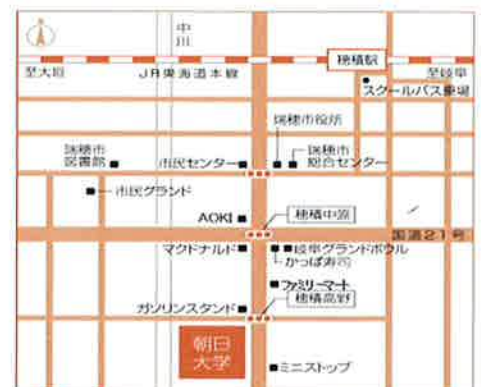 中
川
穂積駅
至大垣
JR東海道本線
至岐阜
スクールバス乗場
瑞穂市役所
瑞穂市
図書館
市民センター
瑞穂市
総合センター
市民グランド
AOKI
穂積中原
国道21号
マクドナルド
岐阜グランドボウル
かっぱ寿司
ファミリーマート
穂積高野
ガソリンスタンド
朝日
大学
ミニストップ